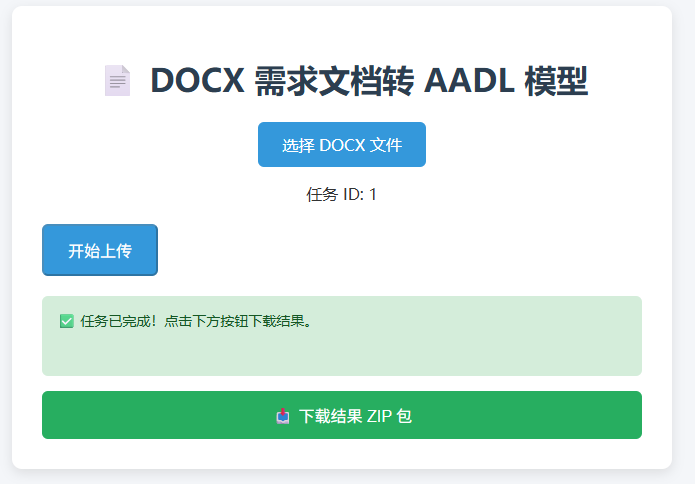 DOCX 需求文档转 AADL 模型
选择 DOCX 文件
任务 ID: 1
开始上传
任务已完成！点击下方按钮下载结果。
下载结果 ZIP 包